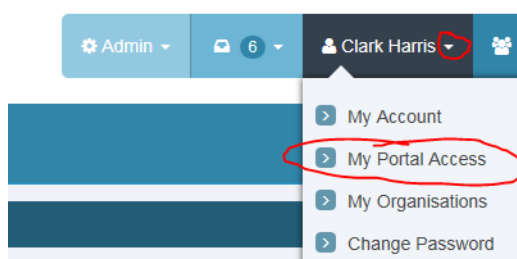 Admin 6 Clark Harris
My Account
My Portal Access
My Organisations
Change Password